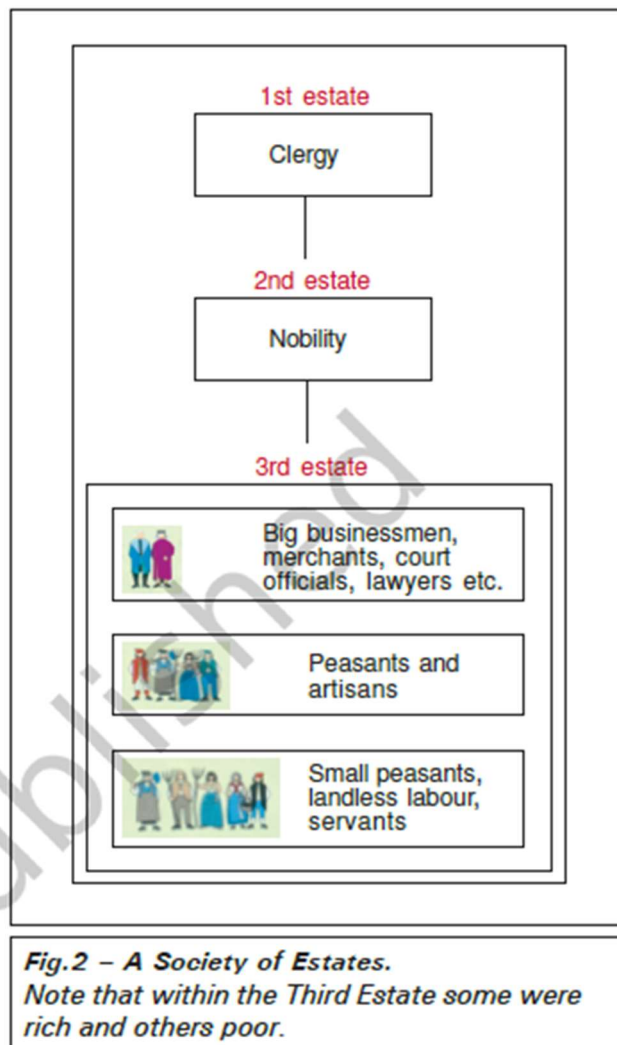 1st estate
Clergy
2nd estate
Nobility
3rd estate
Big businessmen,
merchants, court
officials, lawyers etc.
Peasants and
artisans
Small peasants,
landless labour,
servants
Fig.2 – A Society of Estates.
Note that within the Third Estate some were
rich and others poor.